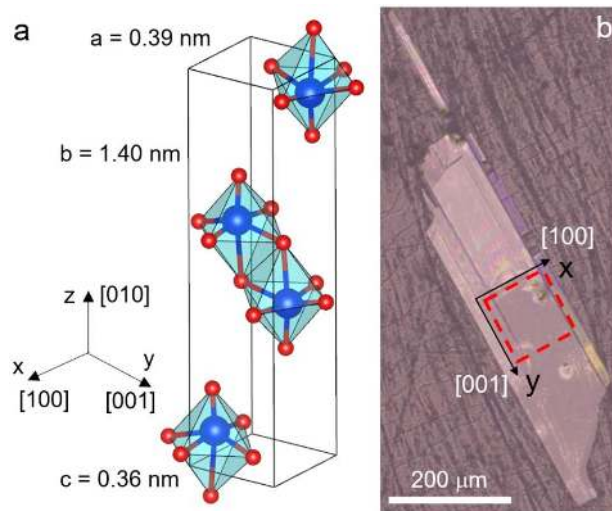 a
a = 0.39 nm
b = 1.40 nm
z
[010]
x
[100]
y
[001]
c = 0.36 nm
b
[100]
x
[001]
y
200 μm